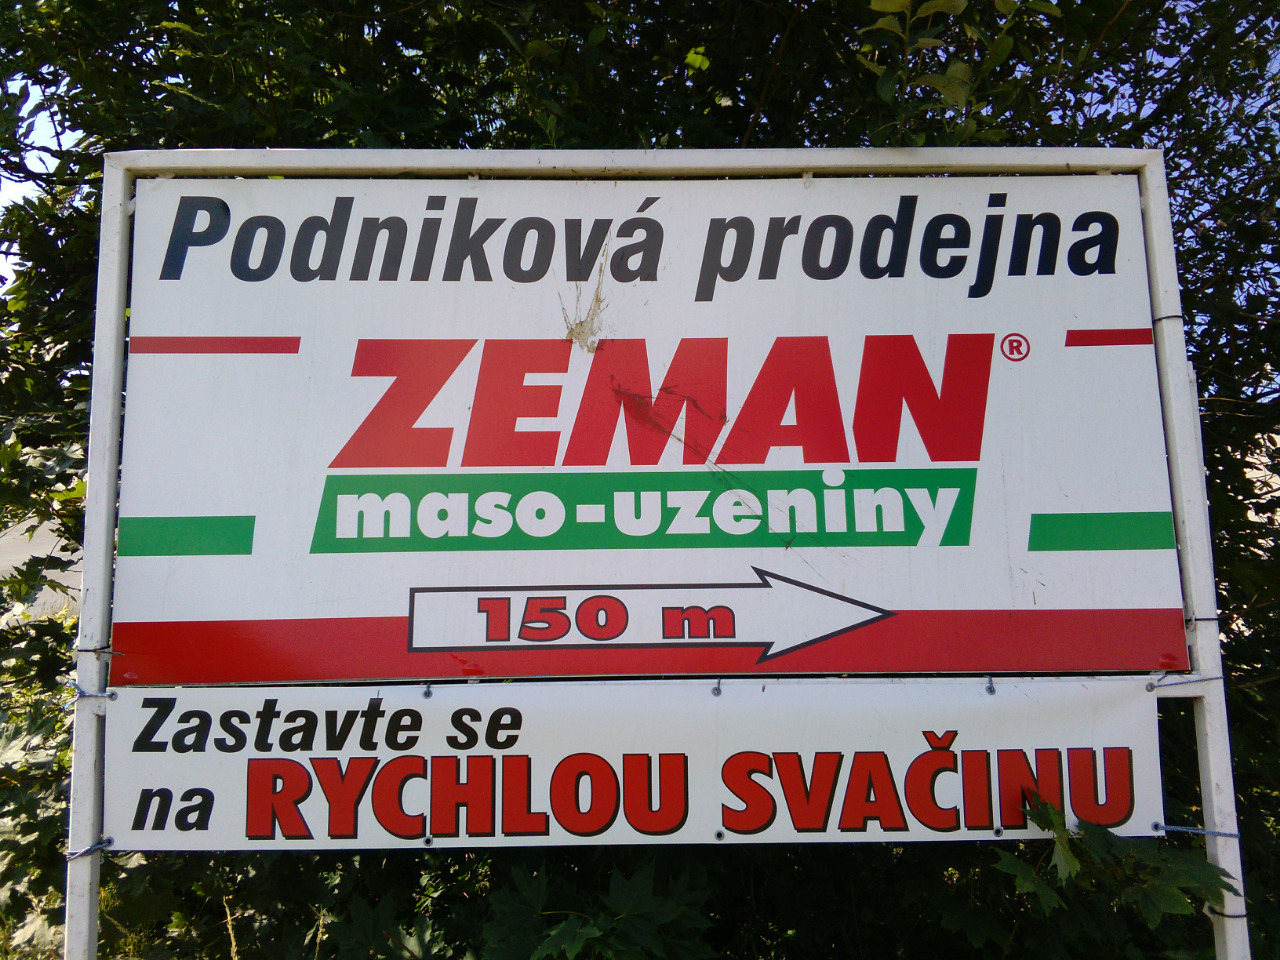 Podniková prodejna
ZEMAN®
maso-uzeniny
150 m
Zastavte se
na RYCHLOU SVAČINU